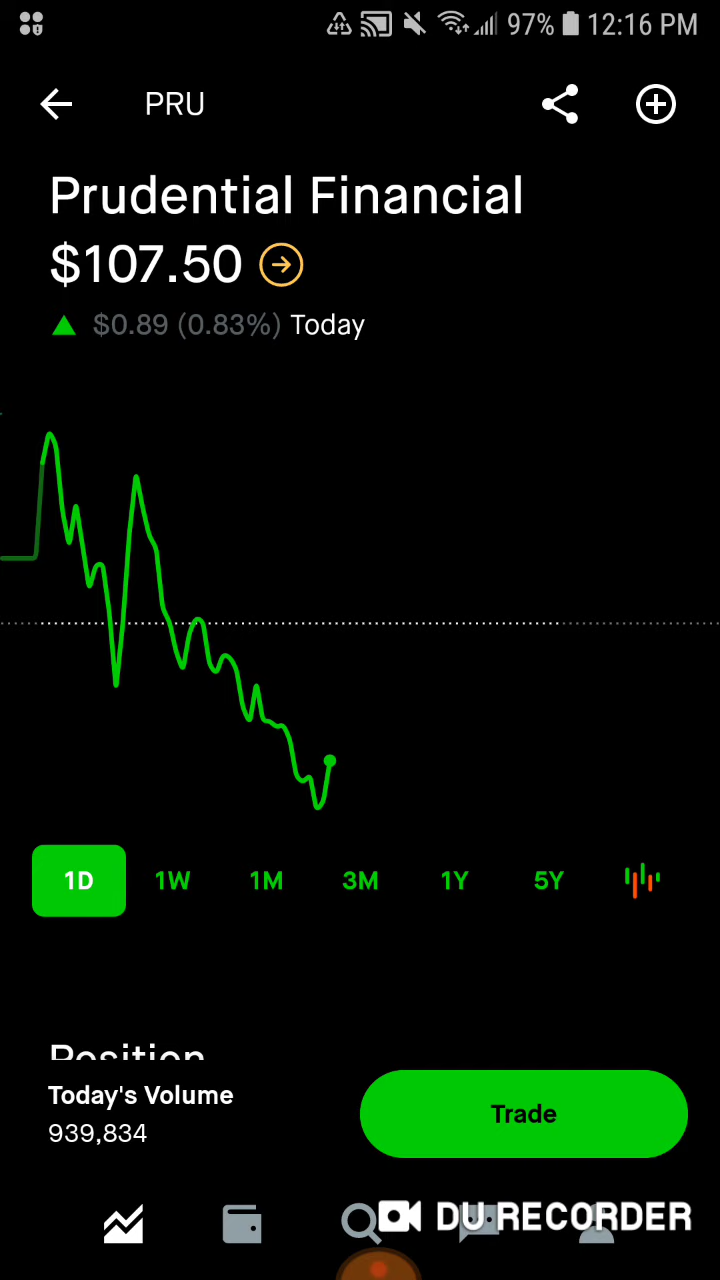 97% 12:16 PM
PRU
Prudential Financial
$107.50
$0.89 (0.83%) Today
1D 1W 1M 3M 1Y 5Y
Position
Today's Volume
939,834
Trade
DU RECORDER